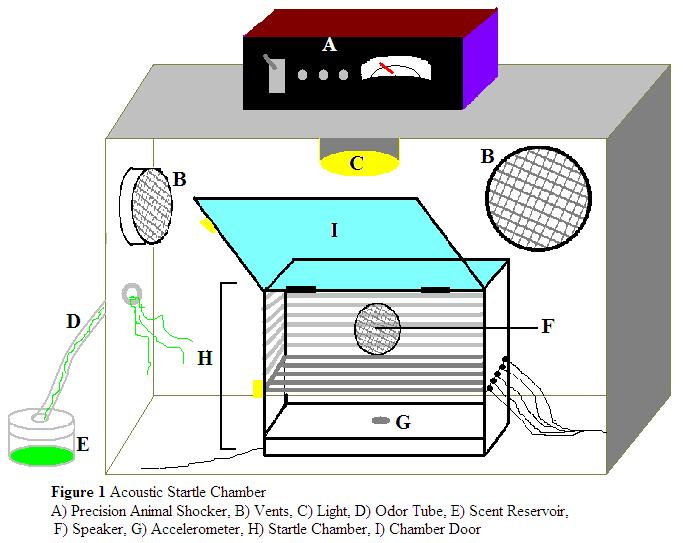 A
C
B
B
I
D
F
H
G
E
Figure 1 Acoustic Startle Chamber
A) Precision Animal Shocker, B) Vents, C) Light, D) Odor Tube, E) Scent Reservoir,
F) Speaker, G) Accelerometer, H) Startle Chamber, I) Chamber Door